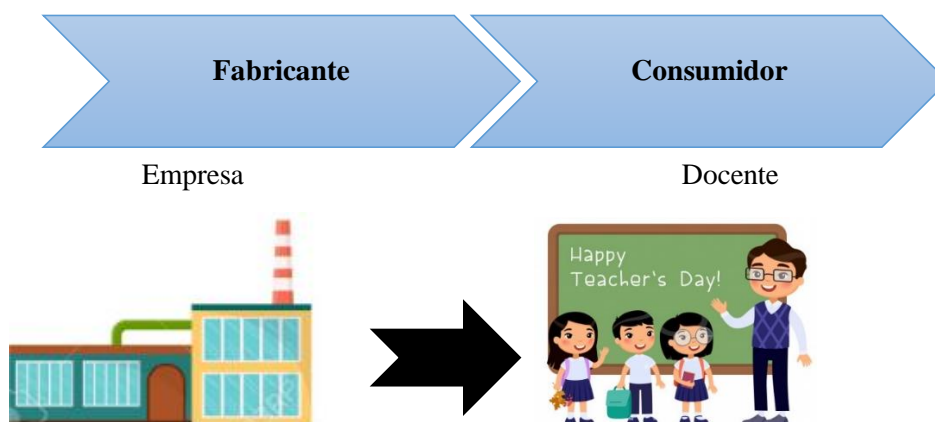 Fabricante
Consumidor
Empresa
Docente
Happy
Teacher's Day!